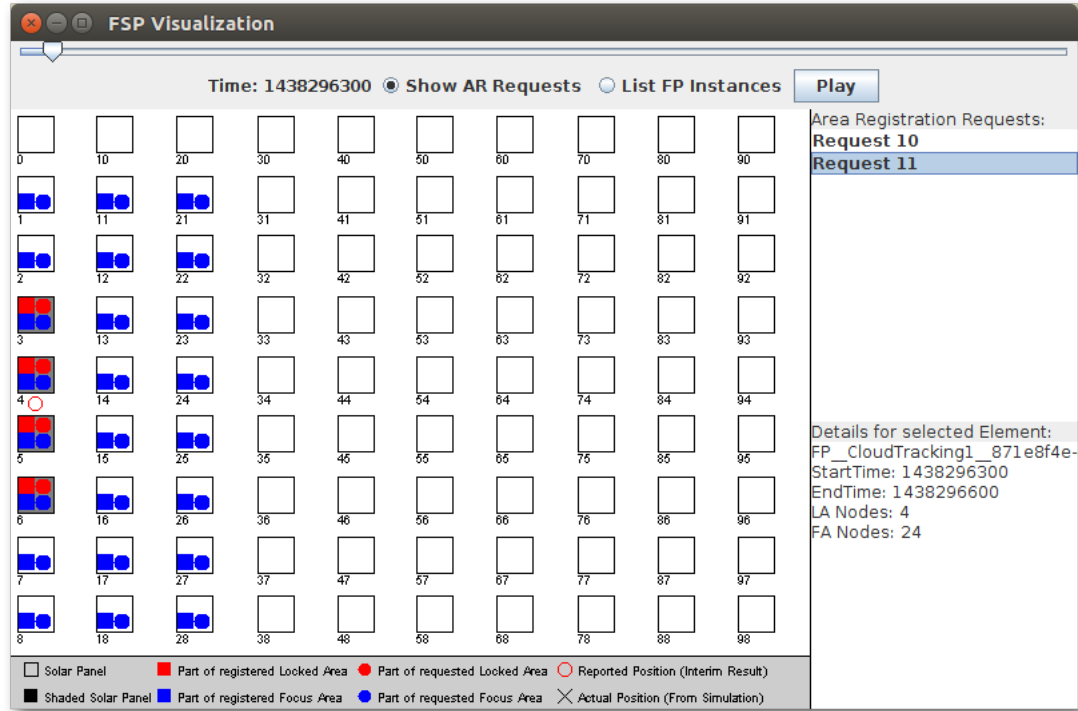 FSP Visualization
Time: 1438296300 Show AR Requests List FP Instances Play
Area Registration Requests:
Request 10
Request 11
0 10 20 30 40 50 60 70 80 90
1 11 21 31 41 51 61 71 81 91
2 12 22 32 42 52 62 72 82 92
3 13 23 33 43 53 63 73 83 93
4 14 24 34 44 54 64 74 84 94
5 15 25 35 45 55 65 75 85 95
6 16 26 36 46 56 66 76 86 96
7 17 27 37 47 57 67 77 87 97
8 18 28 38 48 58 68 78 88 98
Details for selected Element:
FP__CloudTracking1__871e8f4e-
StartTime: 1438296300
EndTime: 1438296600
LA Nodes: 4
FA Nodes: 24
Solar Panel Part of registered Locked Area Part of requested Locked Area Reported Position (Interim Result)
Shaded Solar Panel Part of registered Focus Area Part of requested Focus Area Actual Position (From Simulation)